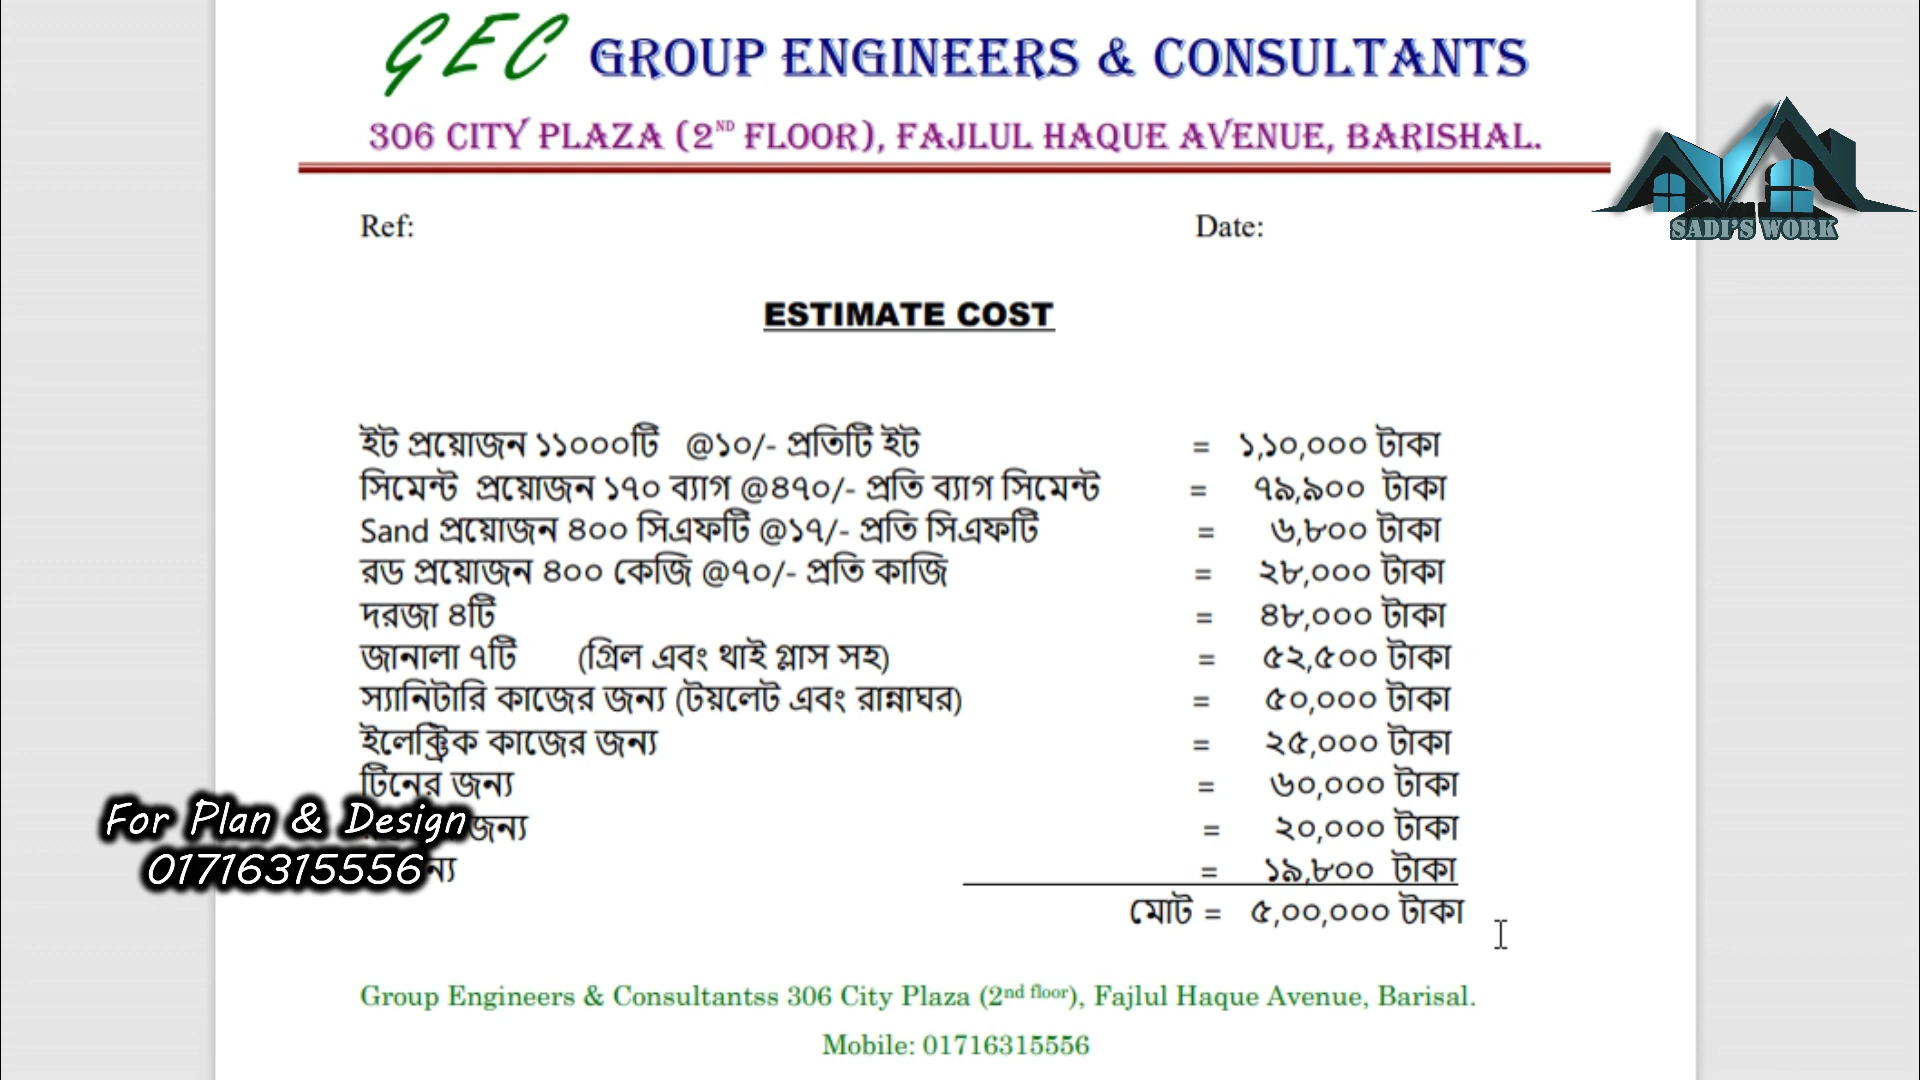 GEC GROUP ENGINEERS & CONSULTANTS
306 CITY PLAZA (2ND FLOOR), FAJLUL HAQUE AVENUE, BARISHAL.
SADI'S WORK
Ref: Date:
ESTIMATE COST
ইট প্রয়োজন ১১০০০টি @১০/- প্রতিটি ইট = ১,১০,০০০ টাকা
সিমেন্ট প্রয়োজন ১৭০ ব্যাগ @৪৭০/- প্রতি ব্যাগ সিমেন্ট = ৭৯,৯০০ টাকা
Sand প্রয়োজন ৪০০ সিএফটি @১৭/- প্রতি সিএফটি = ৬,৮০০ টাকা
রড প্রয়োজন ৪০০ কেজি @৭০/- প্রতি কাজি = ২৮,০০০ টাকা
দরজা ৪টি = ৪৮,০০০ টাকা
জানালা ৭টি (গ্রিল এবং থাই গ্লাস সহ) = ৫২,৫০০ টাকা
স্যানিটারি কাজের জন্য (টয়লেট এবং রান্নাঘর) = ৫০,০০০ টাকা
ইলেক্ট্রিক কাজের জন্য = ২৫,০০০ টাকা
টিনের জন্য = ৬০,০০০ টাকা
জন্য = ২০,০০০ টাকা
= ১৯,৮০০ টাকা
For Plan & Design
01716315556
মোট = ৫,০০,০০০ টাকা
Group Engineers & Consultantss 306 City Plaza (2nd floor), Fajlul Haque Avenue, Barisal.
Mobile: 01716315556